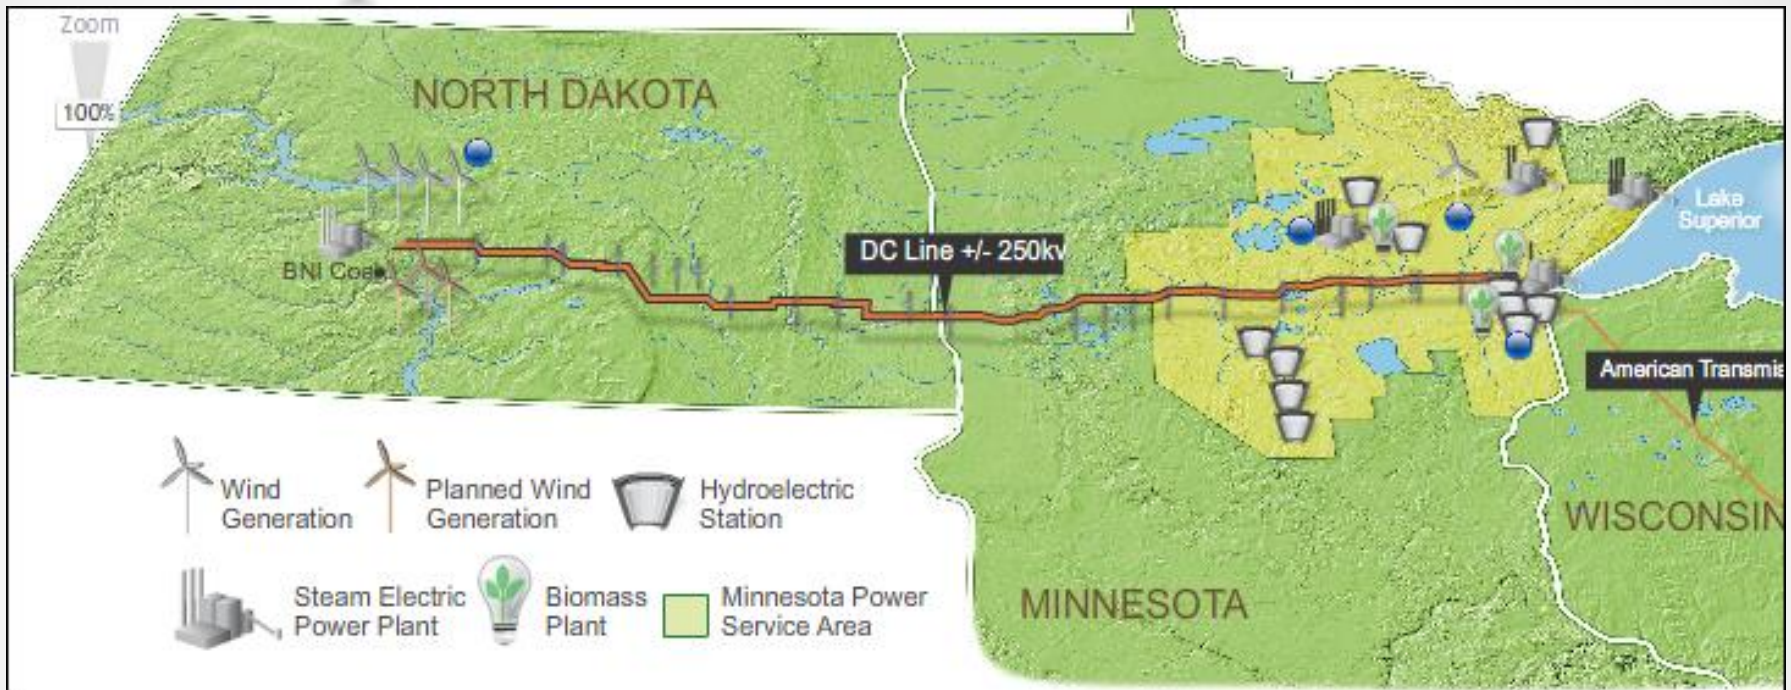 Zoom
100%
NORTH DAKOTA
BNI Coal
DC Line +/- 250kv
Lake
Superior
American Transmis
WISCONSIN
MINNESOTA
Wind
Generation
Planned Wind
Generation
Hydroelectric
Station
Steam Electric
Power Plant
Biomass
Plant
Minnesota Power
Service Area